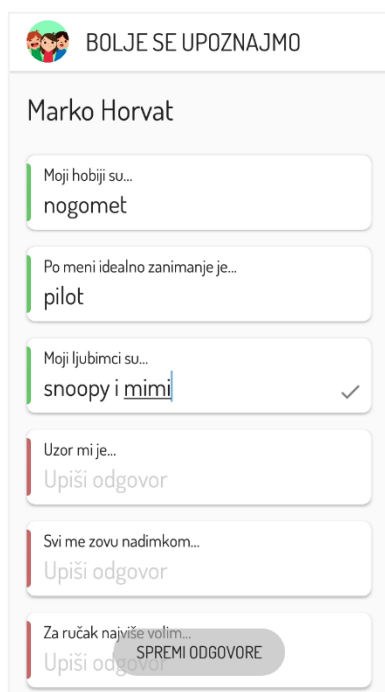 BOLJE SE UPOZNAJMO
Marko Horvat
Moji hobiji su...
nogomet
Po meni idealno zanimanje je...
pilot
Moji ljubimci su...
snoopy i mimi
Uzor mi je...
Upiši odgovor
Svi me zovu nadimkom...
Upiši odgovor
Za ručak najviše volim...
Upiši odgovor
SPREMI ODGOVORE